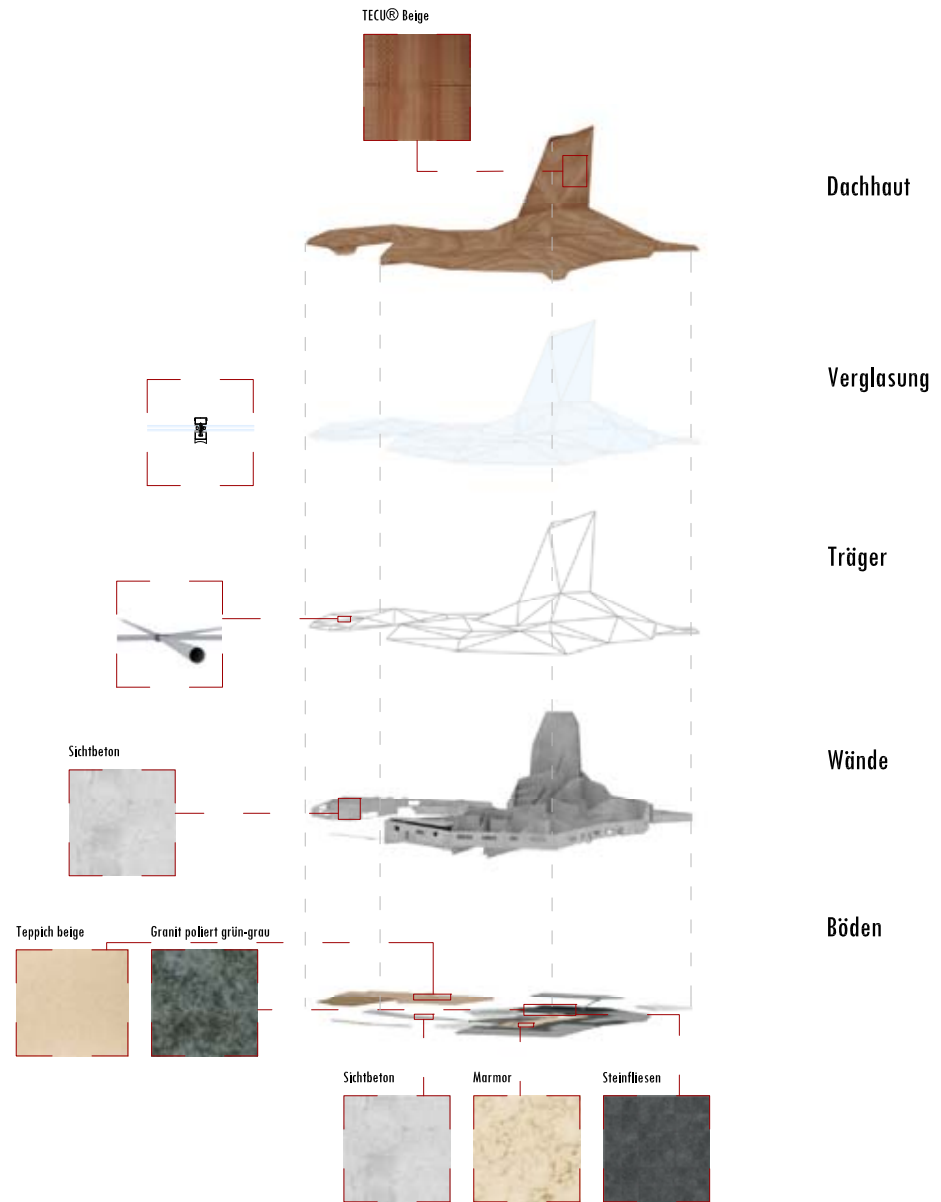 TECU® Beige
Dachhaut
Verglasung
Träger
Sichtbeton
Wände
Teppich beige
Granit poliert grün-grau
Böden
Sichtbeton
Marmor
Steinfliesen